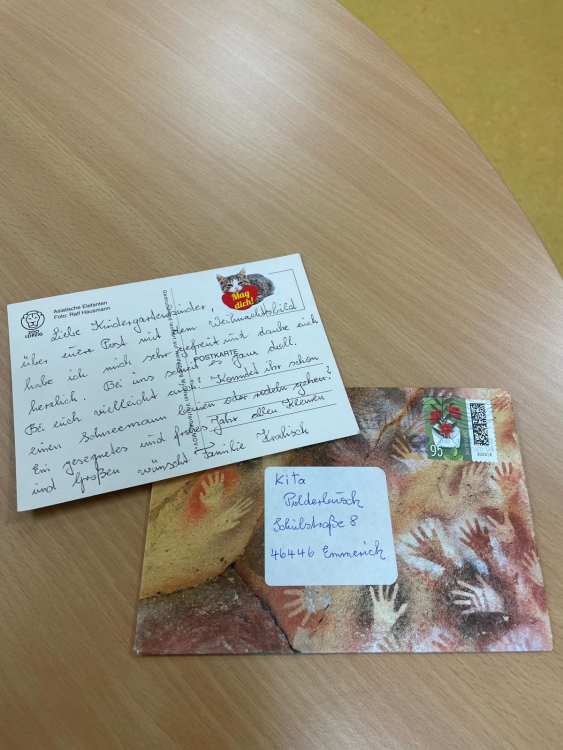 ZOO
LEIPZIG
Asiatische Elefanten
Foto: Ralf Hausmann
Mag
dich!
POSTKARTE
Liebe Kindergartenkinder,
über eure Post mit dem Weihnachtsbild
habe ich mich sehr gefreut und danke euch
herzlich. Bei uns schneit es ganz doll.
Bei euch vielleicht auch? Konntet ihr schon
einen Schneemann bauen oder rodeln gehen?
Ein gesegnetes und frohes Jahr allen Kleinen
und Großen wünscht Familie
95
Kita
Polderbusch
Schulstraße 8
46446 Emmerich